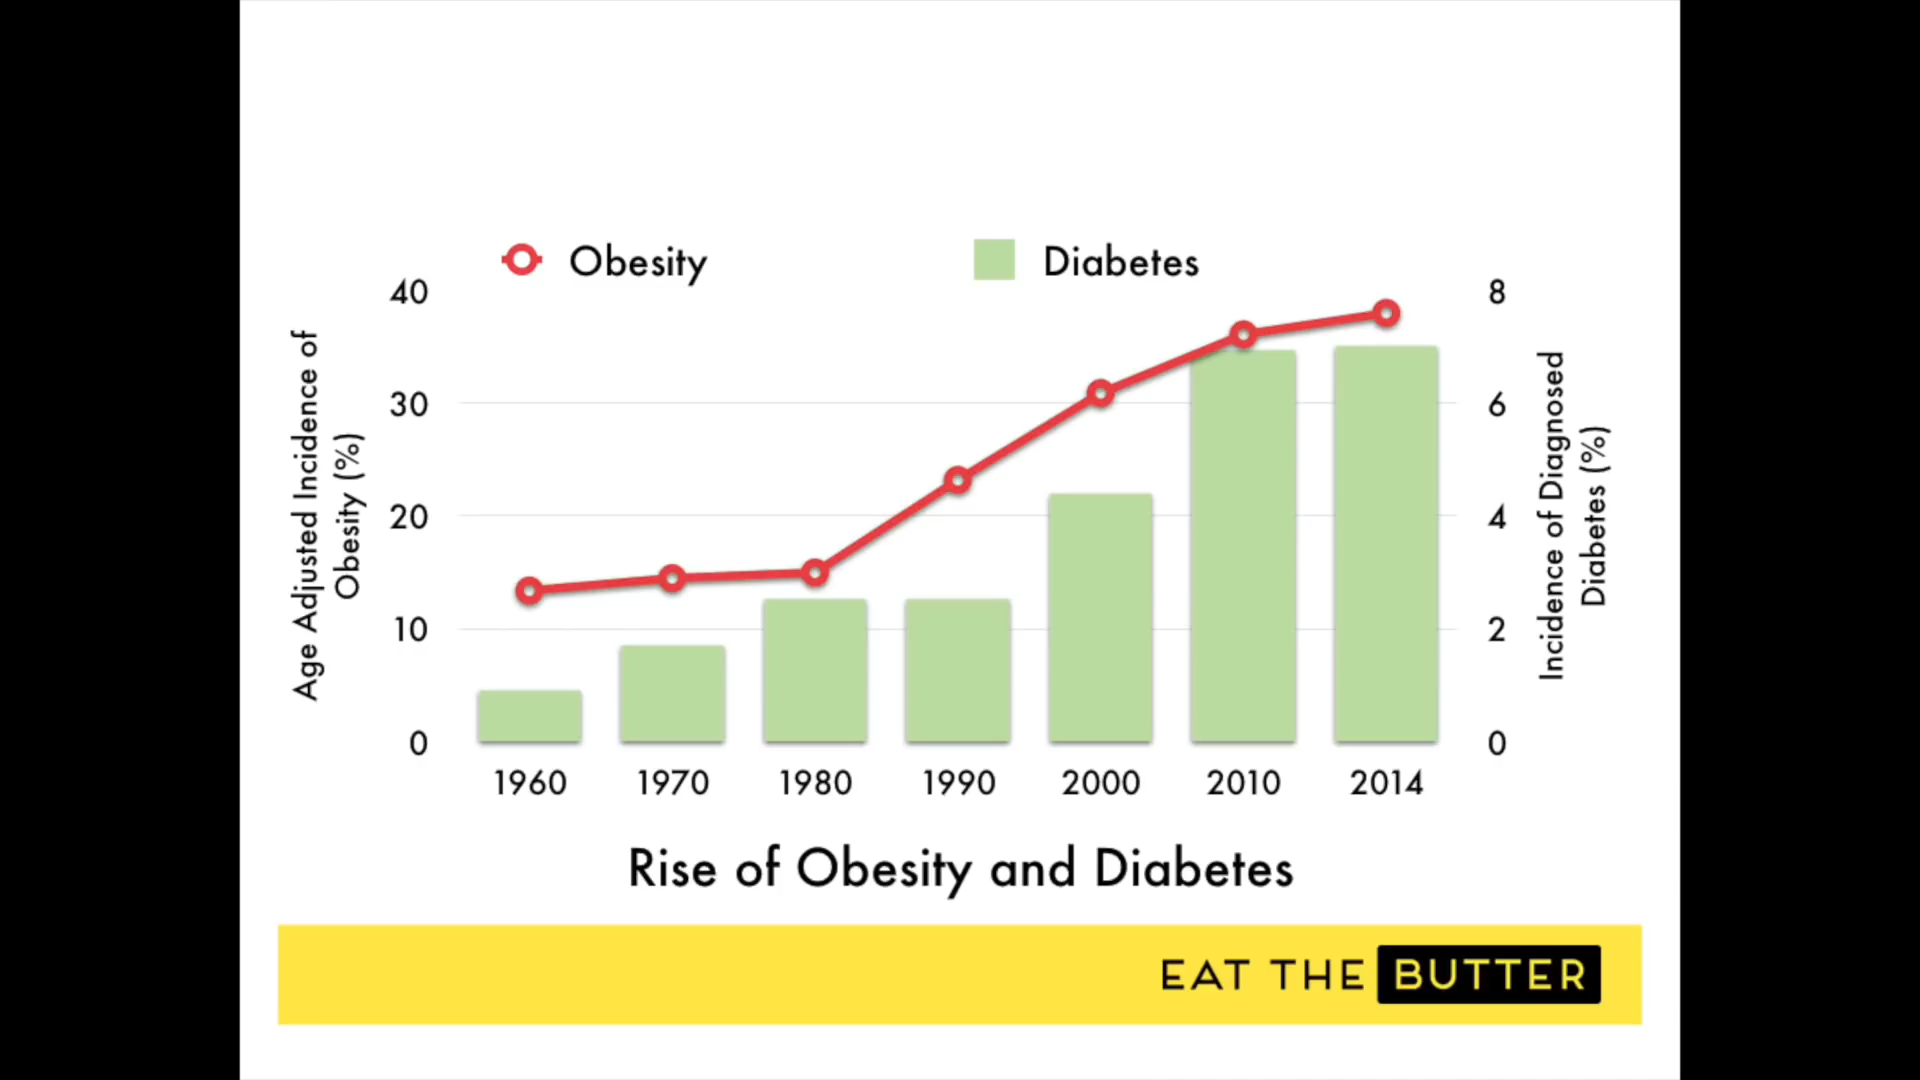 Obesity
Diabetes
40
30
20
10
0
Age Adjusted Incidence of
Obesity (%)
8
6
4
2
0
Incidence of Diagnosed
Diabetes (%)
1960 1970 1980 1990 2000 2010 2014
Rise of Obesity and Diabetes
EAT THE BUTTER